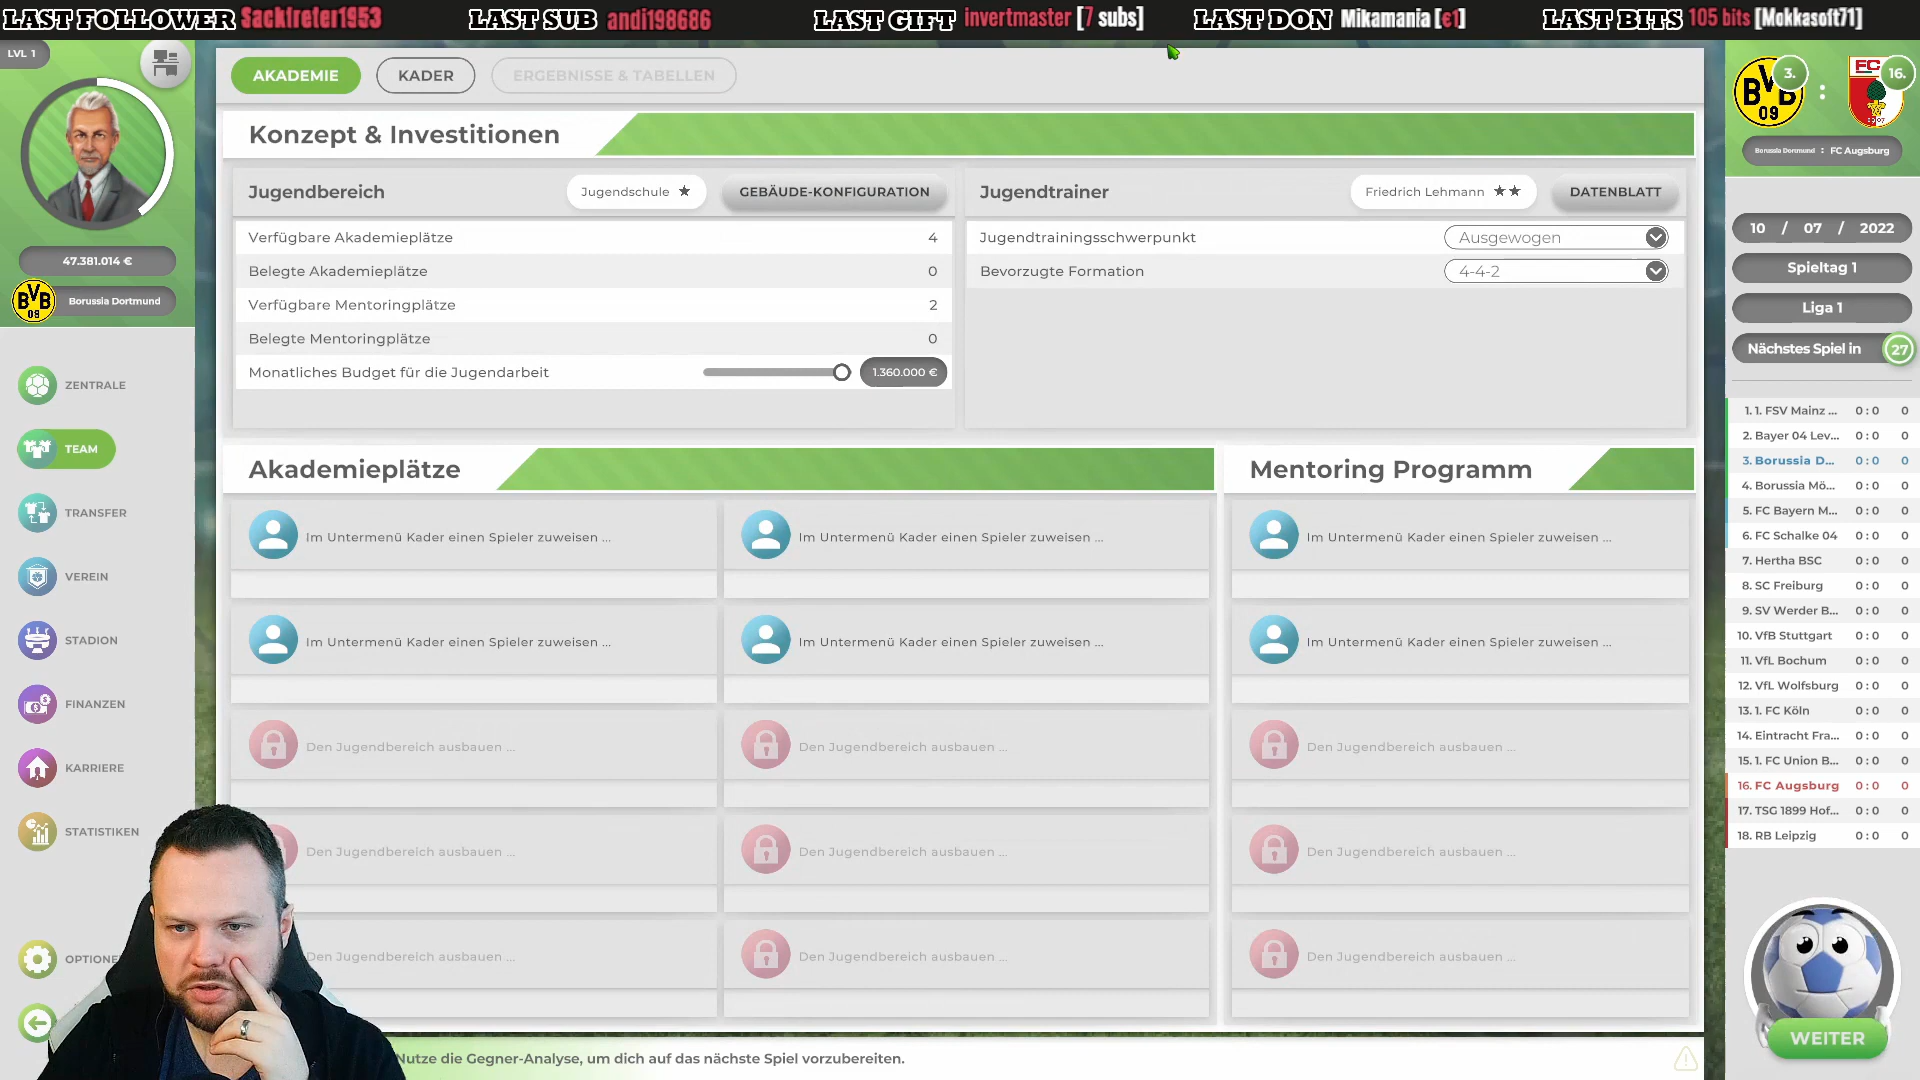 LAST FOLLOWER Sackfreter1953
LAST SUB andi198686
LAST GIFT invertmaster [7 subs]
LAST DON Mikamania [€1]
LAST BITS 105 bits [Mokkasoft71]
LVL 1
47.381.014 €
BVB 09
Borussia Dortmund
ZENTRALE
TEAM
TRANSFER
VEREIN
STADION
FINANZEN
KARRIERE
STATISTIKEN
OPTIONE
AKADEMIE
KADER
ERGEBNISSE & TABELLEN
Konzept & Investitionen
Jugendbereich
Jugendschule ★
GEBÄUDE-KONFIGURATION
Verfügbare Akademieplätze 4
Belegte Akademieplätze 0
Verfügbare Mentoringplätze 2
Belegte Mentoringplätze 0
Monatliches Budget für die Jugendarbeit 1.360.000 €
Jugendtrainer
Friedrich Lehmann ★★
DATENBLATT
Jugendtrainingsschwerpunkt Ausgewogen
Bevorzugte Formation 4-4-2
Akademieplätze
Im Untermenü Kader einen Spieler zuweisen ...
Im Untermenü Kader einen Spieler zuweisen ...
Im Untermenü Kader einen Spieler zuweisen ...
Im Untermenü Kader einen Spieler zuweisen ...
Den Jugendbereich ausbauen ...
Den Jugendbereich ausbauen ...
Den Jugendbereich ausbauen ...
Den Jugendbereich ausbauen ...
Den Jugendbereich ausbauen ...
Den Jugendbereich ausbauen ...
Mentoring Programm
Im Untermenü Kader einen Spieler zuweisen ...
Im Untermenü Kader einen Spieler zuweisen ...
Den Jugendbereich ausbauen ...
Den Jugendbereich ausbauen ...
Den Jugendbereich ausbauen ...
Nutze die Gegner-Analyse, um dich auf das nächste Spiel vorzubereiten.
BVB 09 3. : FC 16.
Borussia Dortmund : FC Augsburg
10 / 07 / 2022
Spieltag 1
Liga 1
Nächstes Spiel in 27
1. 1. FSV Mainz ... 0:0 0
2. Bayer 04 Lev... 0:0 0
3. Borussia D... 0:0 0
4. Borussia Mö... 0:0 0
5. FC Bayern M... 0:0 0
6. FC Schalke 04 0:0 0
7. Hertha BSC 0:0 0
8. SC Freiburg 0:0 0
9. SV Werder B... 0:0 0
10. VfB Stuttgart 0:0 0
11. VfL Bochum 0:0 0
12. VfL Wolfsburg 0:0 0
13. 1. FC Köln 0:0 0
14. Eintracht Fra... 0:0 0
15. 1. FC Union B... 0:0 0
16. FC Augsburg 0:0 0
17. TSG 1899 Hof... 0:0 0
18. RB Leipzig 0:0 0
WEITER